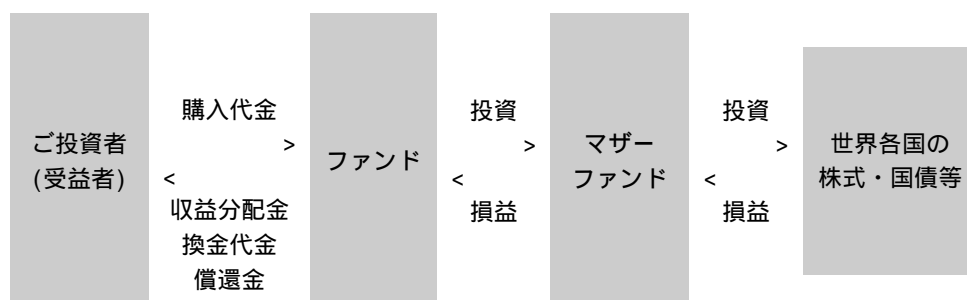 ご投資者
(受益者)
購入代金
>
<
収益分配金
換金代金
償還金
ファンド
投資
>
<
損益
マザー
ファンド
投資
>
<
損益
世界各国の
株式・国債等